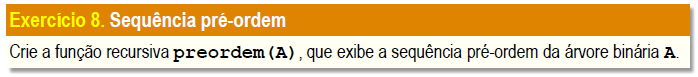 Exercício 8. Sequência pré-ordem
Crie a função recursiva preordem(A), que exibe a sequência pré-ordem da árvore binária A.